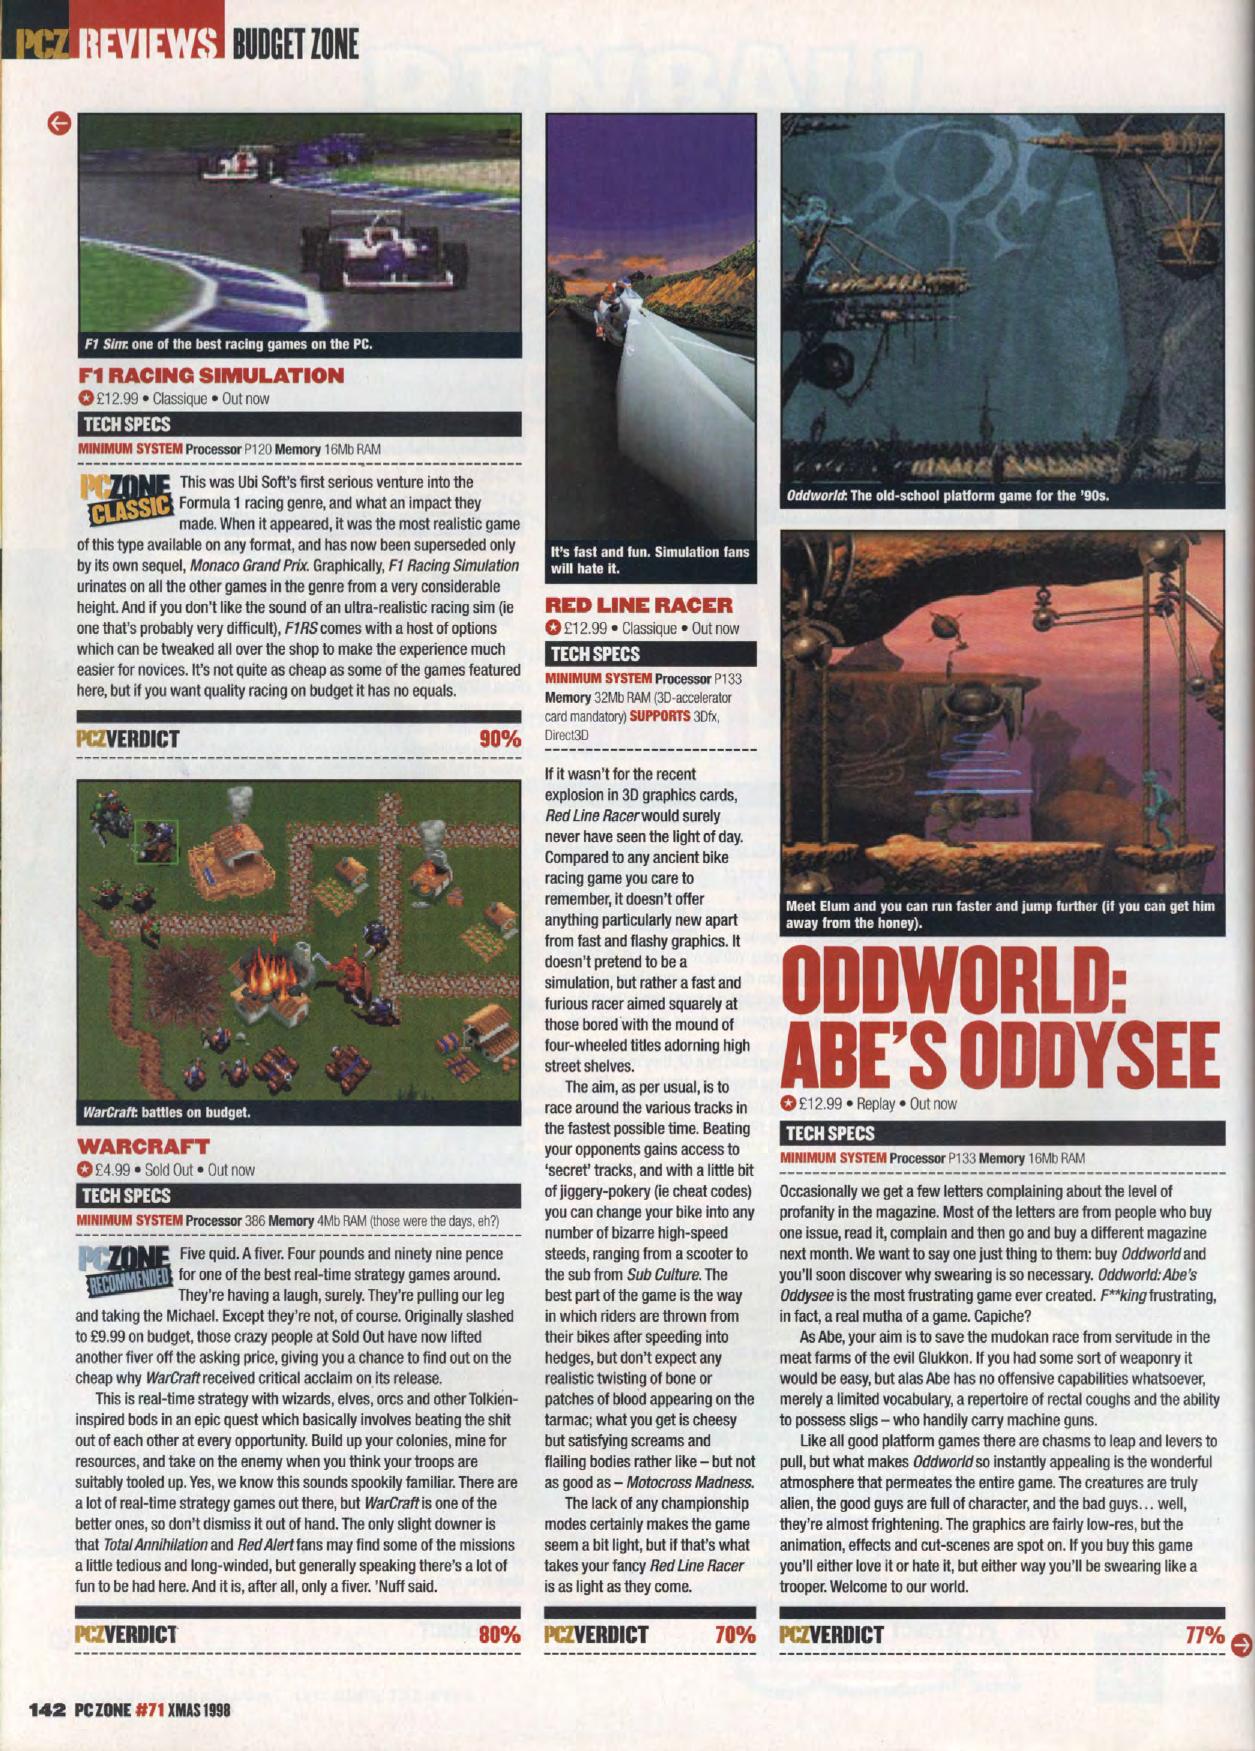 PCZ REVIEWS BUDGET ZONE
F1 Sim: one of the best racing games on the PC.
F1 RACING SIMULATION
£12.99 • Classique • Out now
TECH SPECS
MINIMUM SYSTEM Processor P120 Memory 16Mb RAM
PCZONE
CLASSIC
This was Ubi Soft's first serious venture into the
Formula 1 racing genre, and what an impact they
made. When it appeared, it was the most realistic game
of this type available on any format, and has now been superseded only
by its own sequel, Monaco Grand Prix. Graphically, F1 Racing Simulation
urinates on all the other games in the genre from a very considerable
height. And if you don't like the sound of an ultra-realistic racing sim (ie
one that's probably very difficult), F1RS comes with a host of options
which can be tweaked all over the shop to make the experience much
easier for novices. It's not quite as cheap as some of the games featured
here, but if you want quality racing on budget it has no equals.
PCZVERDICT 90%
WarCraft: battles on budget.
WARCRAFT
£4.99 • Sold Out • Out now
TECH SPECS
MINIMUM SYSTEM Processor 386 Memory 4Mb RAM (those were the days, eh?)
PCZONE
RECOMMENDED
Five quid. A fiver. Four pounds and ninety nine pence
for one of the best real-time strategy games around.
They're having a laugh, surely. They're pulling our leg
and taking the Michael. Except they're not, of course. Originally slashed
to £9.99 on budget, those crazy people at Sold Out have now lifted
another fiver off the asking price, giving you a chance to find out on the
cheap why WarCraft received critical acclaim on its release.
This is real-time strategy with wizards, elves, orcs and other Tolkien-
inspired bods in an epic quest which basically involves beating the shit
out of each other at every opportunity. Build up your colonies, mine for
resources, and take on the enemy when you think your troops are
suitably tooled up. Yes, we know this sounds spookily familiar. There are
a lot of real-time strategy games out there, but WarCraft is one of the
better ones, so don't dismiss it out of hand. The only slight downer is
that Total Annihilation and Red Alert fans may find some of the missions
a little tedious and long-winded, but generally speaking there's a lot of
fun to be had here. And it is, after all, only a fiver. 'Nuff said.
PCZVERDICT 80%
It's fast and fun. Simulation fans
will hate it.
RED LINE RACER
£12.99 • Classique • Out now
TECH SPECS
MINIMUM SYSTEM Processor P133
Memory 32Mb RAM (3D-accelerator
card mandatory) SUPPORTS 3Dfx,
Direct3D
If it wasn't for the recent
explosion in 3D graphics cards,
Red Line Racer would surely
never have seen the light of day.
Compared to any ancient bike
racing game you care to
remember, it doesn't offer
anything particularly new apart
from fast and flashy graphics. It
doesn't pretend to be a
simulation, but rather a fast and
furious racer aimed squarely at
those bored with the mound of
four-wheeled titles adorning high
street shelves.
The aim, as per usual, is to
race around the various tracks in
the fastest possible time. Beating
your opponents gains access to
'secret' tracks, and with a little bit
of jiggery-pokery (ie cheat codes)
you can change your bike into any
number of bizarre high-speed
steeds, ranging from a scooter to
the sub from Sub Culture. The
best part of the game is the way
in which riders are thrown from
their bikes after speeding into
hedges, but don't expect any
realistic twisting of bone or
patches of blood appearing on the
tarmac; what you get is cheesy
but satisfying screams and
flailing bodies rather like – but not
as good as – Motocross Madness.
The lack of any championship
modes certainly makes the game
seem a bit light, but if that's what
takes your fancy Red Line Racer
is as light as they come.
PCZVERDICT 70%
Oddworld: The old-school platform game for the '90s.
Meet Elum and you can run faster and jump further (if you can get him
away from the honey).
ODDWORLD:
ABE'S ODDYSEE
£12.99 • Replay • Out now
TECH SPECS
MINIMUM SYSTEM Processor P133 Memory 16Mb RAM
Occasionally we get a few letters complaining about the level of
profanity in the magazine. Most of the letters are from people who buy
one issue, read it, complain and then go and buy a different magazine
next month. We want to say one just thing to them: buy Oddworld and
you'll soon discover why swearing is so necessary. Oddworld: Abe's
Oddysee is the most frustrating game ever created. F**king frustrating,
in fact, a real mutha of a game. Capiche?
As Abe, your aim is to save the mudokan race from servitude in the
meat farms of the evil Glukkon. If you had some sort of weaponry it
would be easy, but alas Abe has no offensive capabilities whatsoever,
merely a limited vocabulary, a repertoire of rectal coughs and the ability
to possess sligs – who handily carry machine guns.
Like all good platform games there are chasms to leap and levers to
pull, but what makes Oddworld so instantly appealing is the wonderful
atmosphere that permeates the entire game. The creatures are truly
alien, the good guys are full of character, and the bad guys... well,
they're almost frightening. The graphics are fairly low-res, but the
animation, effects and cut-scenes are spot on. If you buy this game
you'll either love it or hate it, but either way you'll be swearing like a
trooper. Welcome to our world.
PCZVERDICT 77%
142 PC ZONE #71 XMAS 1998